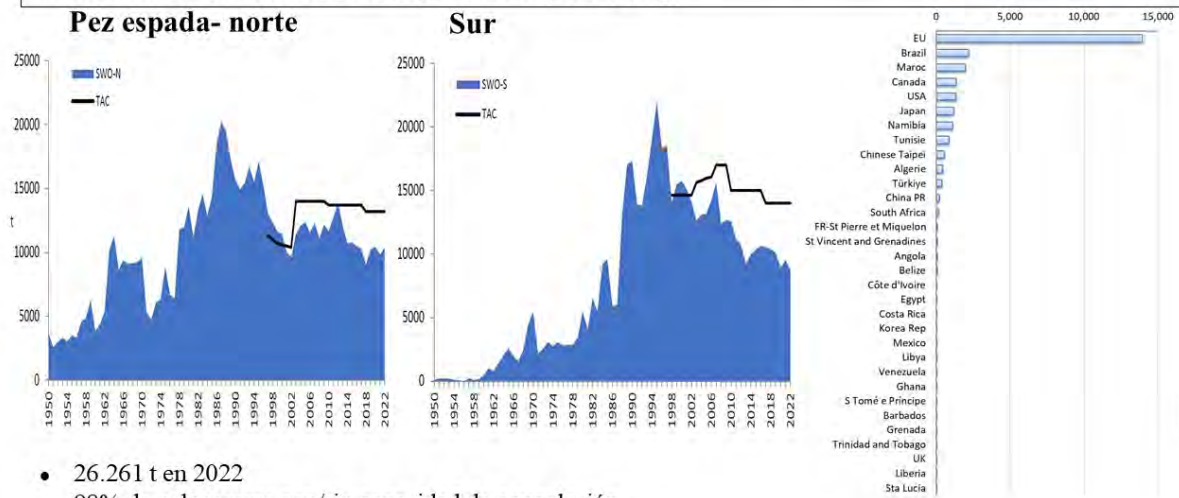 Pez espada- norte
25000
20000
15000
10000
5000
0
t
SWO-N
TAC
1950
1954
1958
1962
1966
1970
1974
1978
1982
1986
1990
1994
1998
2002
2006
2010
2014
2018
2022
Sur
25000
20000
15000
10000
5000
0
SWO-S
TAC
1950
1954
1958
1962
1966
1970
1974
1978
1982
1986
1990
1994
1998
2002
2006
2010
2014
2018
2022
0 5,000 10,000 15,000
EU
Brazil
Maroc
Canada
USA
Japan
Namibia
Tunisie
Chinese Taipei
Algerie
Türkiye
China PR
South Africa
FR-St Pierre et Miquelon
St Vincent and Grenadines
Angola
Belize
Côte d'Ivoire
Egypt
Costa Rica
Korea Rep
Mexico
Libya
Venezuela
Ghana
S Tomé e Príncipe
Barbados
Grenada
Trinidad and Tobago
UK
Liberia
Sta Lucia
• 26.261 t en 2022